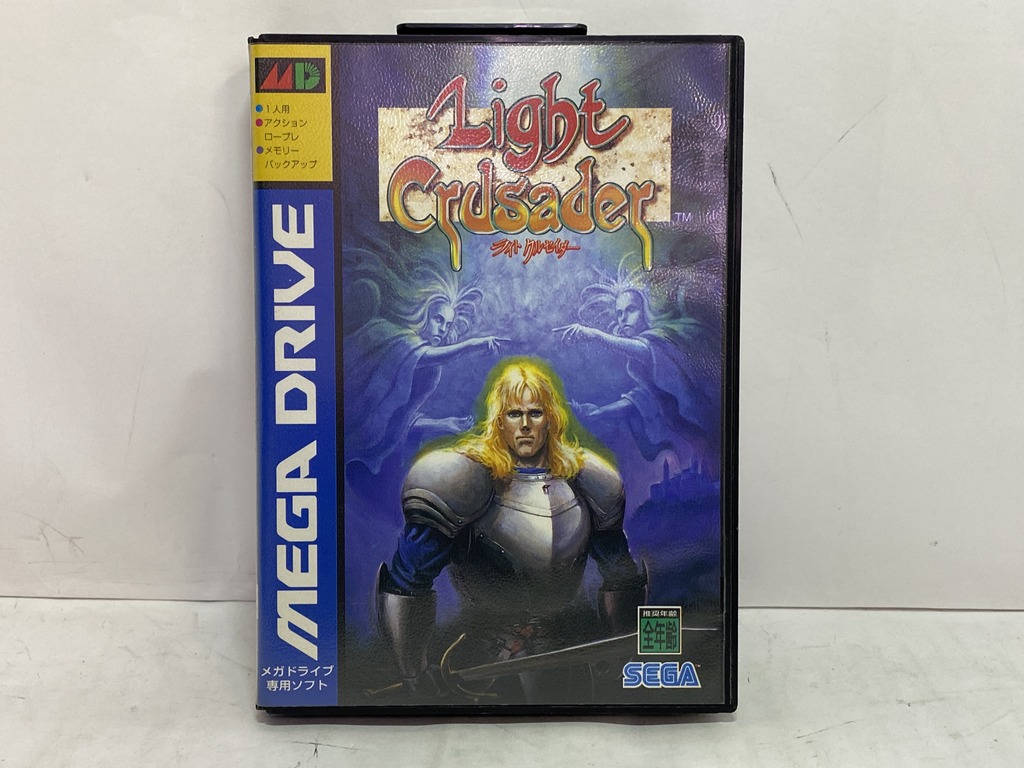 MD
●1人用
●アクション
ロープレ
●メモリー
バックアップ
MEGA DRIVE
メガドライブ
専用ソフト
Light
Crusader
TM
ライトクルセイダー
推奨年齢
全年齢
SEGA
TM